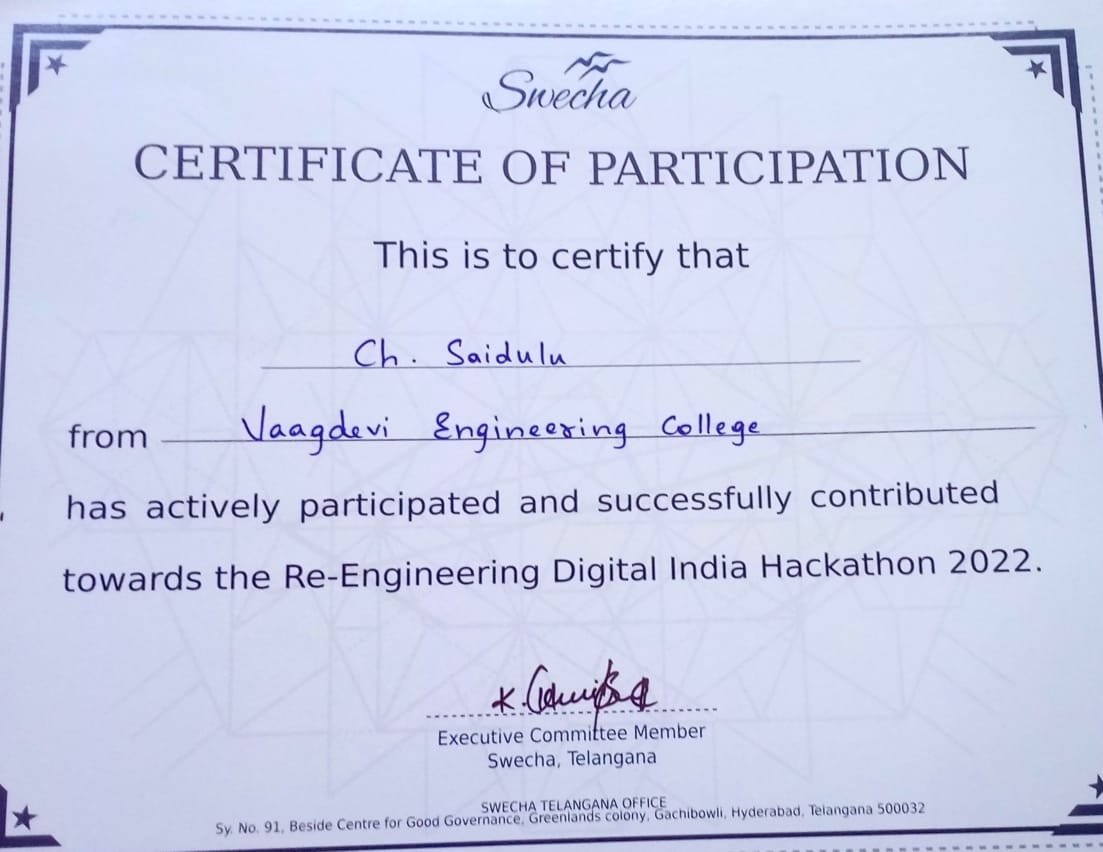 Swecha
CERTIFICATE OF PARTICIPATION
This is to certify that
Ch. Saidulu
from Vaagdevi Engineering College
has actively participated and successfully contributed
towards the Re-Engineering Digital India Hackathon 2022.
K.
Executive Committee Member
Swecha, Telangana
SWECHA TELANGANA OFFICE
Sy. No. 91, Beside Centre for Good Governance, Greenlands colony, Gachibowli, Hyderabad, Telangana 500032